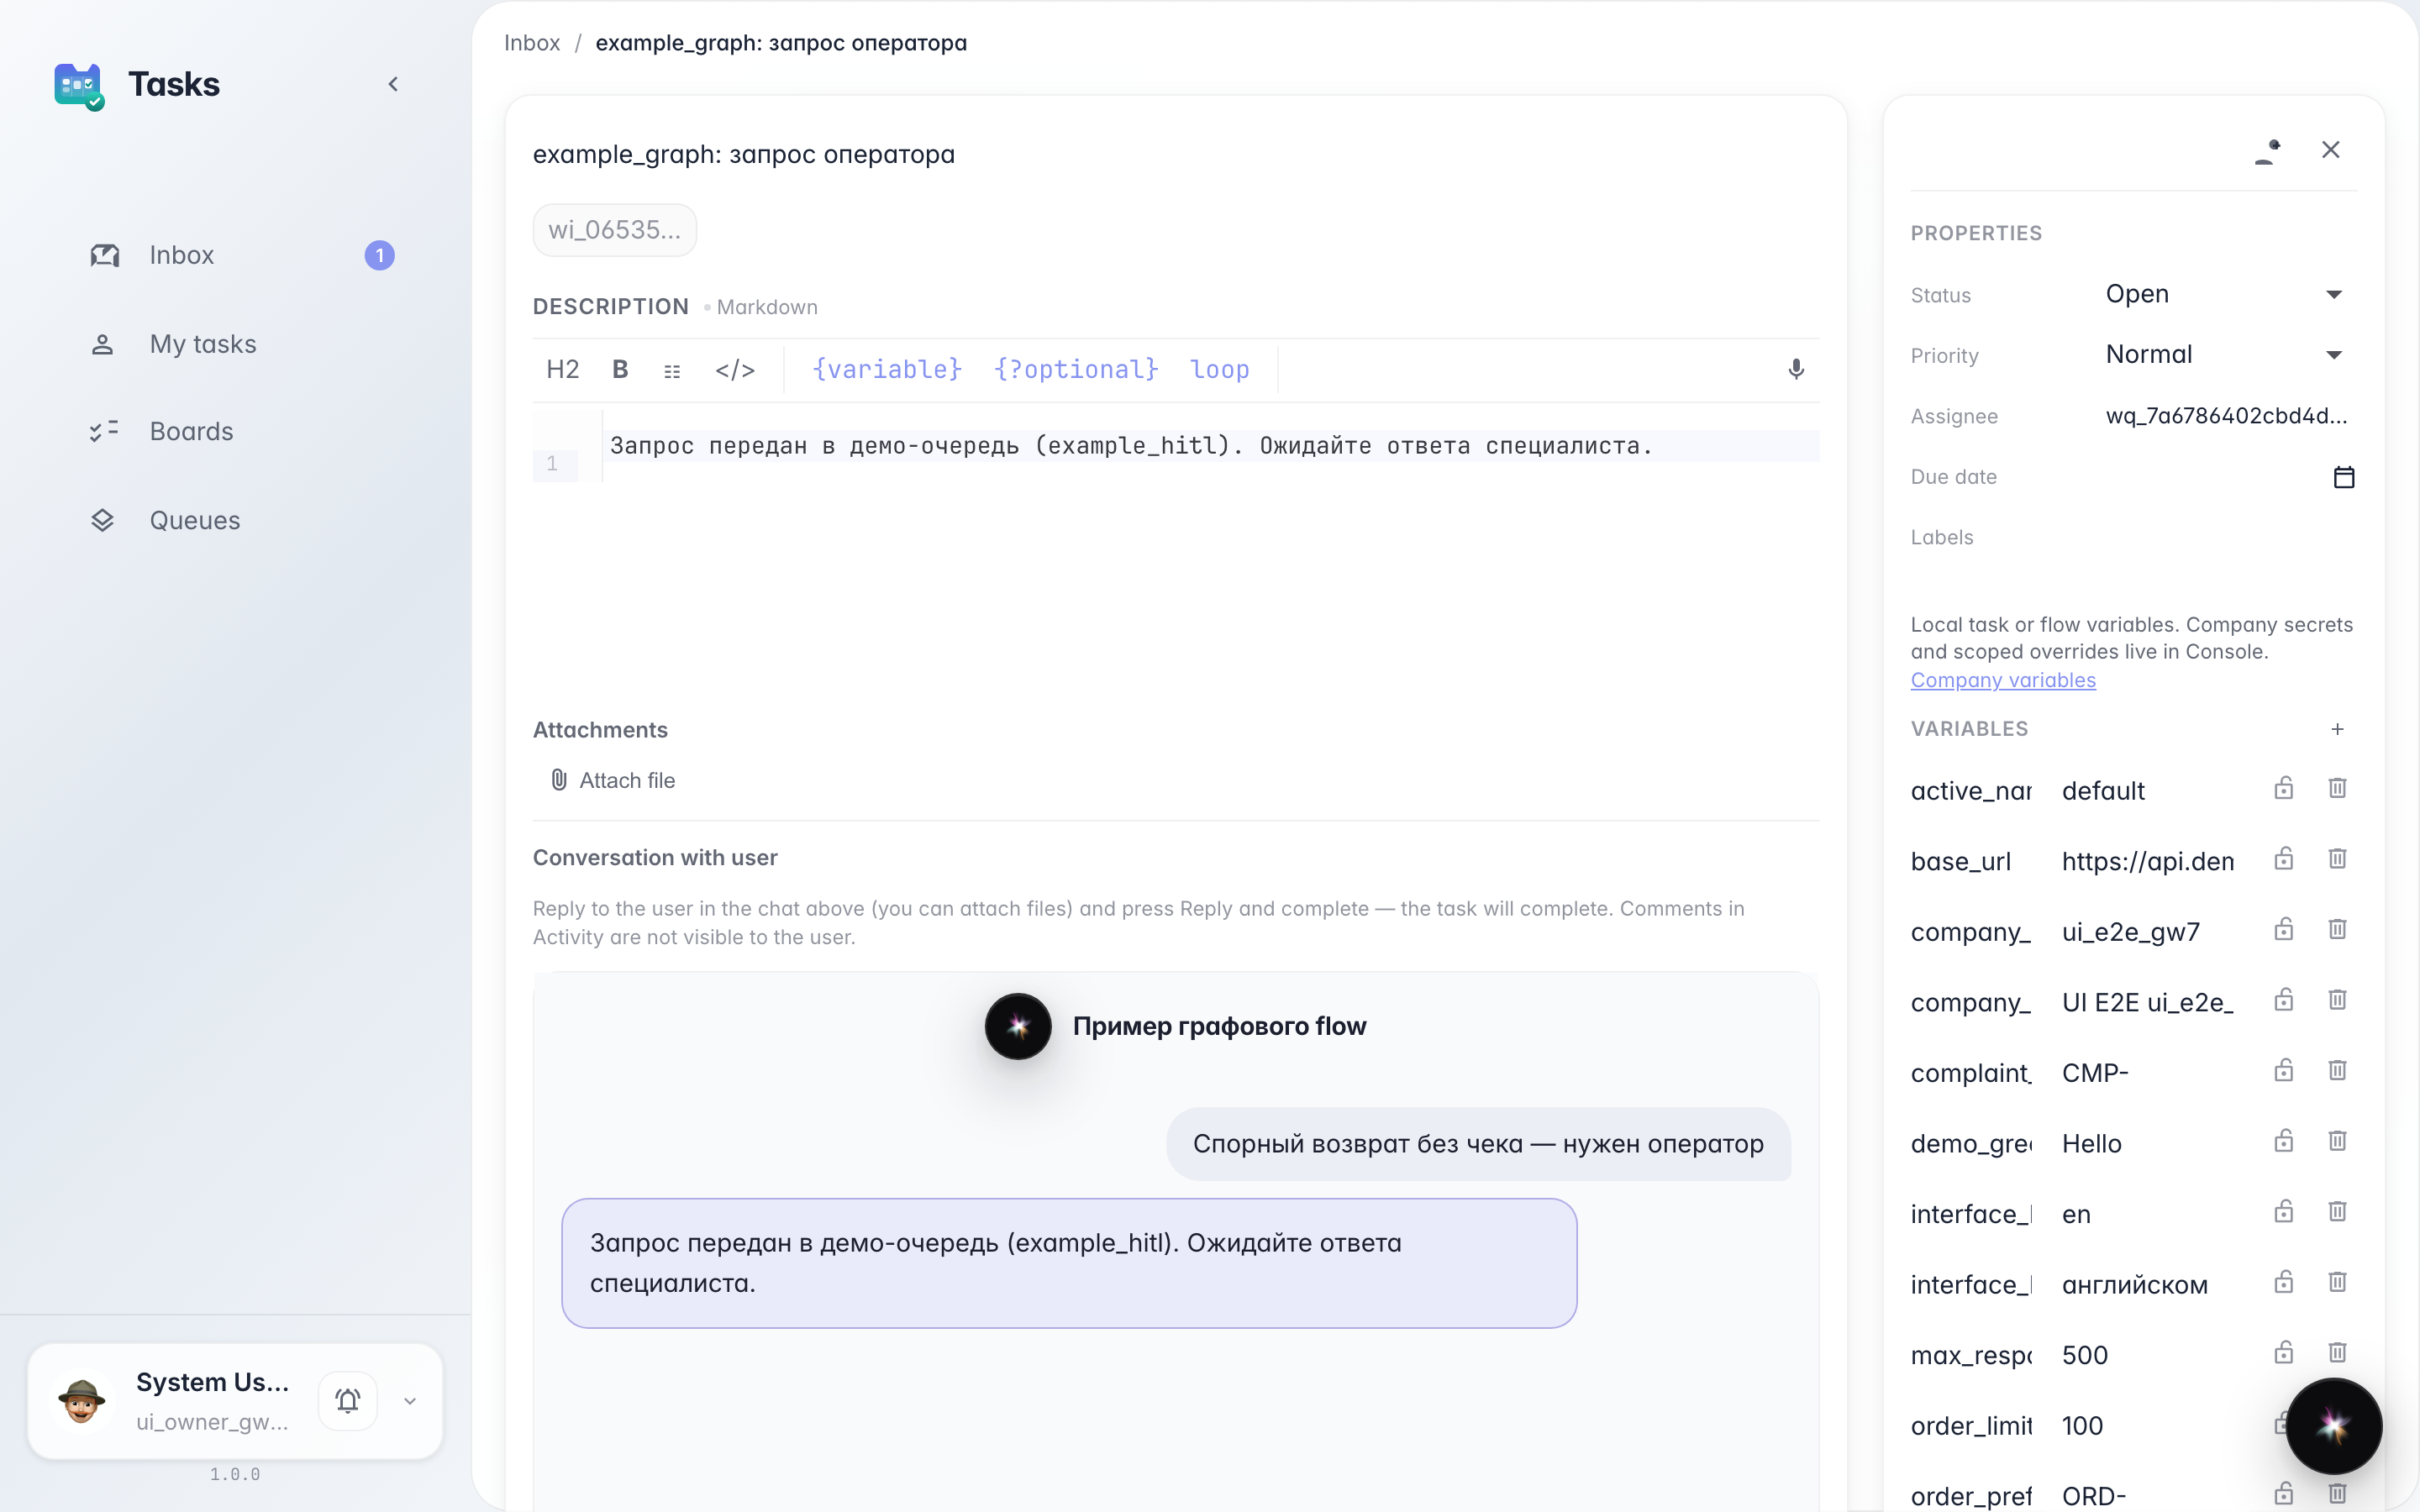 Tasks
Inbox
1
My tasks
Boards
Queues
System Us...
ui_owner_gw...
1.0.0
Inbox / example_graph: запрос оператора
example_graph: запрос оператора
wi_06535...
DESCRIPTION • Markdown
H2 B </> {variable} {?optional} loop
1
Запрос передан в демо-очередь (example_hitl). Ожидайте ответа специалиста.
Attachments
Attach file
Conversation with user
Reply to the user in the chat above (you can attach files) and press Reply and complete — the task will complete. Comments in
Activity are not visible to the user.
Пример графового flow
Спорный возврат без чека — нужен оператор
Запрос передан в демо-очередь (example_hitl). Ожидайте ответа
специалиста.
PROPERTIES
Status Open
Priority Normal
Assignee wq_7a6786402cbd4d...
Due date
Labels
Local task or flow variables. Company secrets
and scoped overrides live in Console.
Company variables
VARIABLES +
active_nar default
base_url https://api.den
company_ ui_e2e_gw7
company_ UI E2E ui_e2e_
complaint_ CMP-
demo_gree Hello
interface_l en
interface_l английском
max_respo 500
order_limit 100
order_pref ORD-